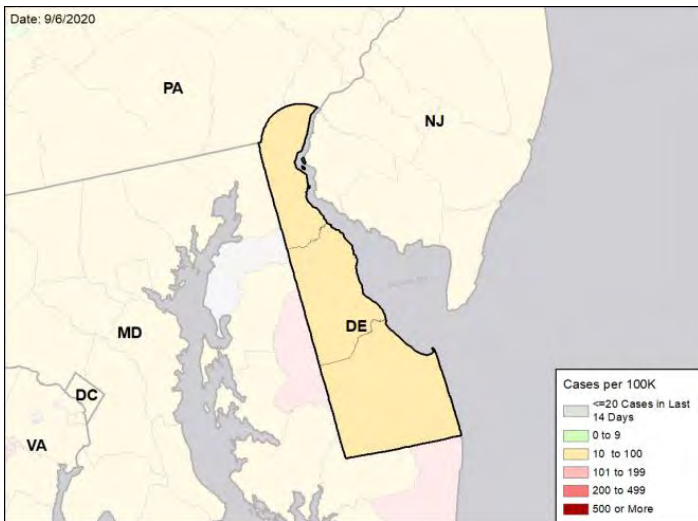 Date: 9/6/2020
PA
NJ
MD
DE
DC
VA
Cases per 100K
<=20 Cases in Last
14 Days
0 to 9
10 to 100
101 to 199
200 to 499
500 or More